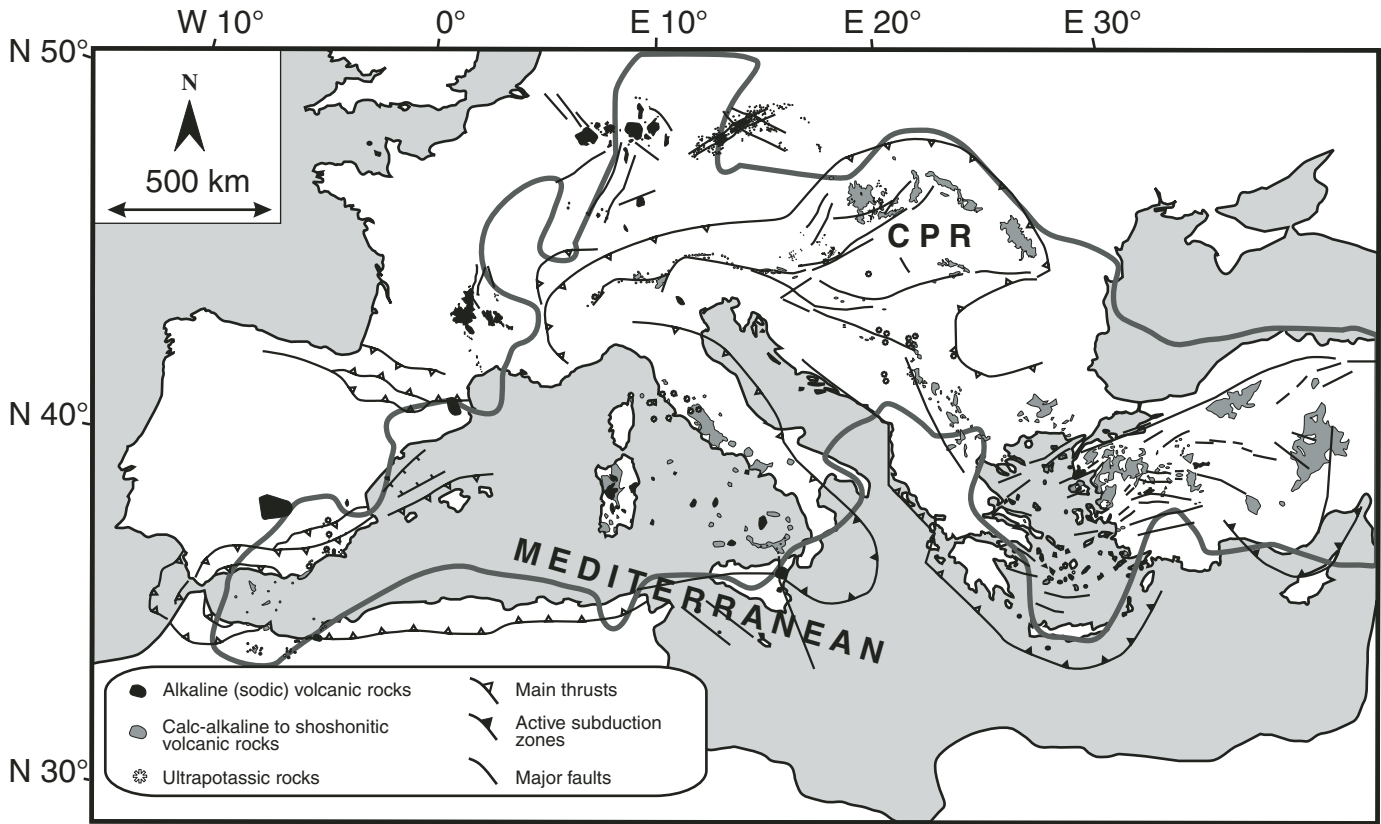 W 10° 0° E 10° E 20° E 30°
N 50°
N
500 km
CPR
N 40°
MEDITERRANEAN
Alkaline (sodic) volcanic rocks
Calc-alkaline to shoshonitic
volcanic rocks
Ultrapotassic rocks
Main thrusts
Active subduction
zones
Major faults
N 30°